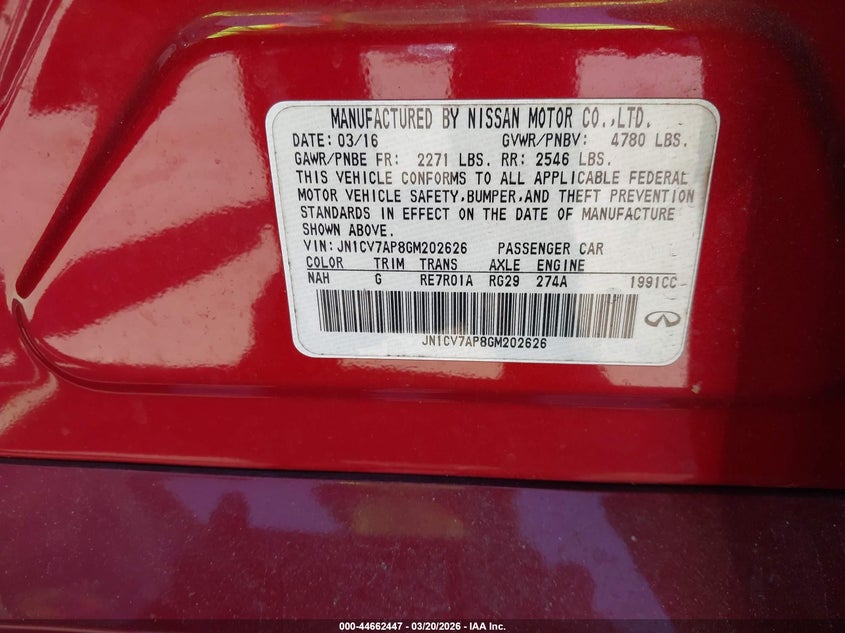 MANUFACTURED BY NISSAN MOTOR CO.,LTD.
DATE: 03/16 GVWR/PNBV: 4780 LBS.
GAWR/PNBE FR: 2271 LBS. RR: 2546 LBS.
THIS VEHICLE CONFORMS TO ALL APPLICABLE FEDERAL
MOTOR VEHICLE SAFETY,BUMPER,AND THEFT PREVENTION
STANDARDS IN EFFECT ON THE DATE OF MANUFACTURE
SHOWN ABOVE.
VIN: JN1CV7AP8GM202626 PASSENGER CAR
COLOR TRIM TRANS AXLE ENGINE
NAH G RE7R01A RG29 274A 1991CC
JN1CV7AP8GM202626
000-44662447 | 03/20/2026 | IAA Inc.